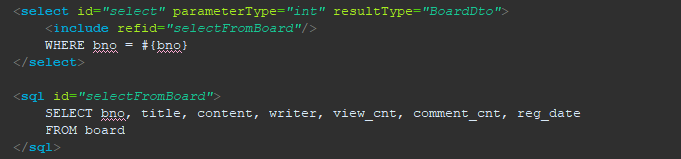 <select id="select" parameterType="int" resultType="BoardDto">
    <include refid="selectFromBoard"/>
    WHERE bno = #{bno}
</select>

<sql id="selectFromBoard">
    SELECT bno, title, content, writer, view_cnt, comment_cnt, reg_date
    FROM board
</sql>